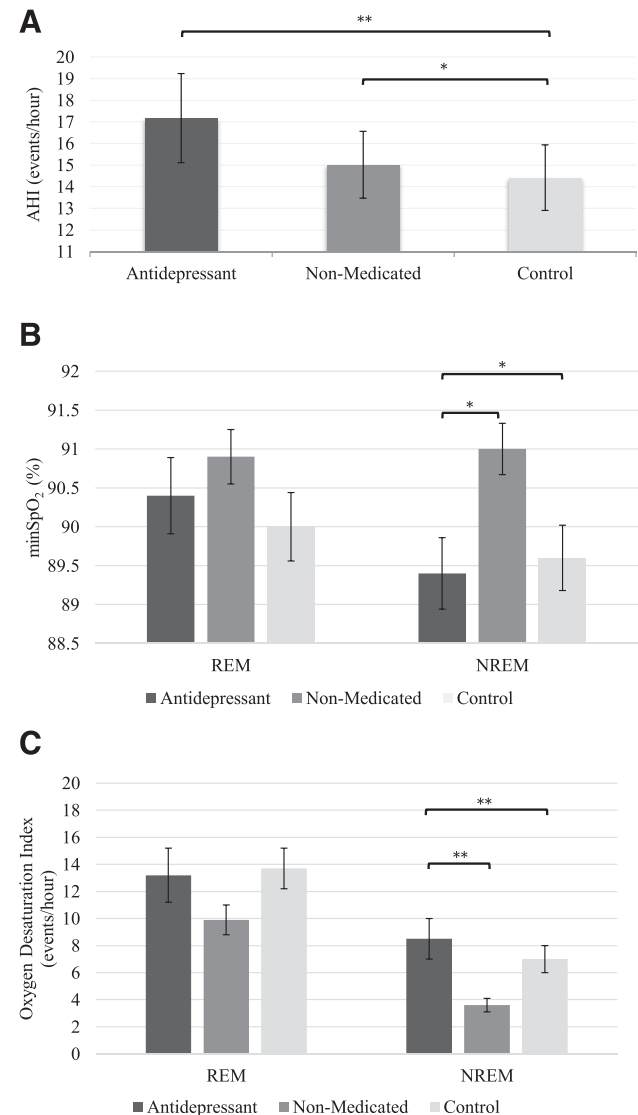 A
**
*
AHI (events/hour)
20
19
18
17
16
15
14
13
12
11
Antidepressant Non-Medicated Control
B
*
*
minSpO2 (%)
92
91.5
91
90.5
90
89.5
89
88.5
REM NREM
Antidepressant Non-Medicated Control
C
**
**
Oxygen Desaturation Index
(events/hour)
20
18
16
14
12
10
8
6
4
2
0
REM NREM
Antidepressant Non-Medicated Control